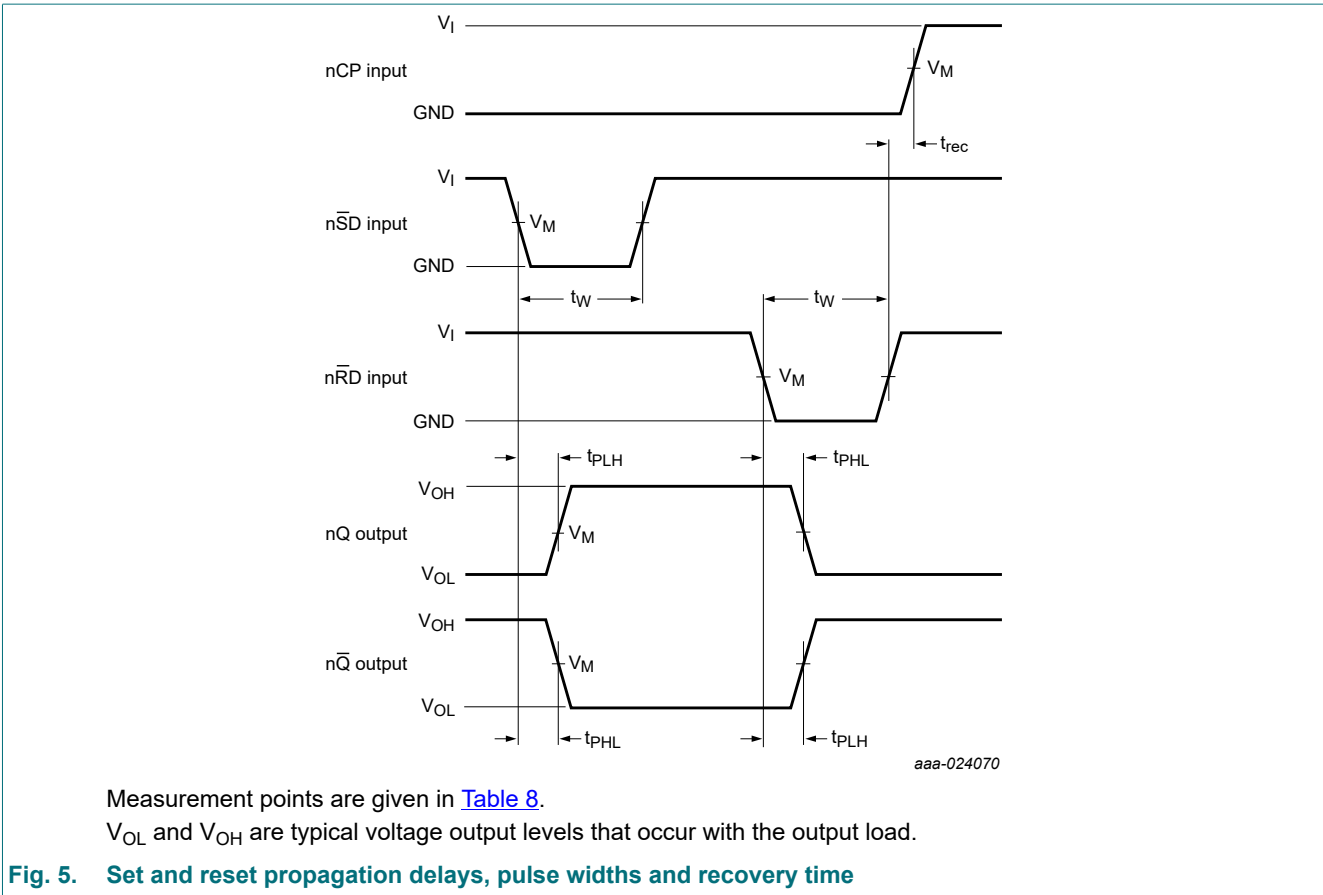 V_I
nCP input
V_M
GND
t_rec
V_I
nS̅D input
V_M
GND
t_W
t_W
V_I
nR̅D input
V_M
GND
t_PLH
t_PHL
V_OH
nQ output
V_M
V_OL
V_OH
nQ̅ output
V_M
V_OL
t_PHL
t_PLH
aaa-024070
Measurement points are given in Table 8.
V_OL and V_OH are typical voltage output levels that occur with the output load.
Fig. 5. Set and reset propagation delays, pulse widths and recovery time